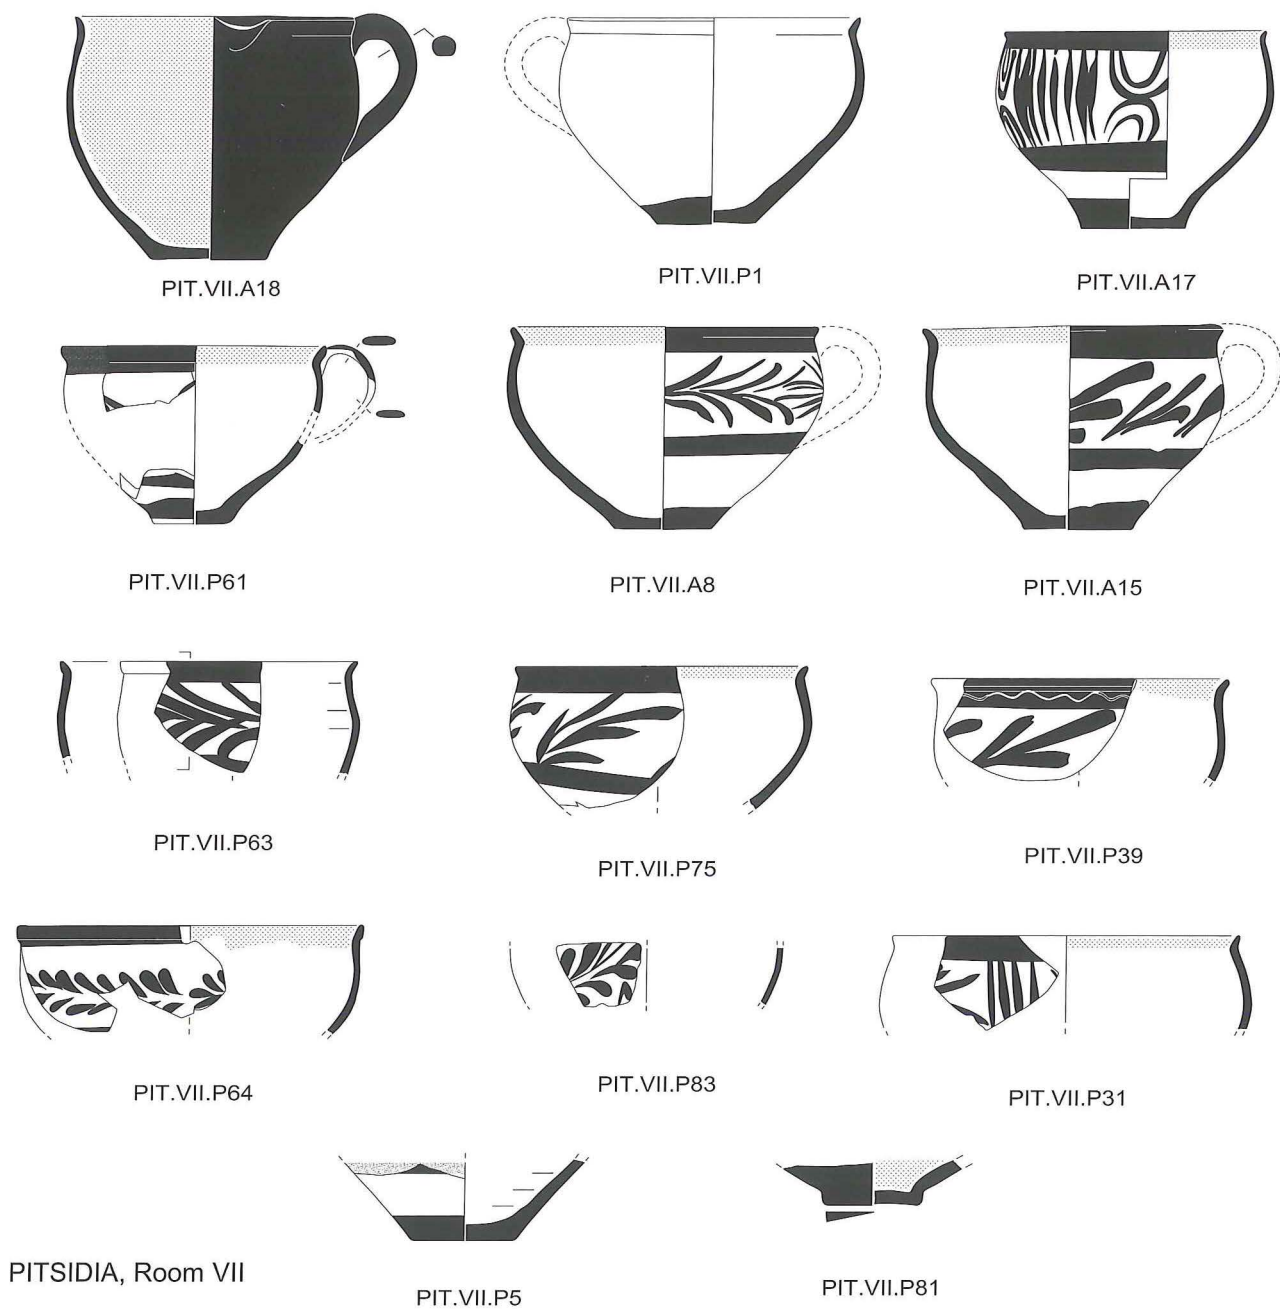 PIT.VII.A18
PIT.VII.P1
PIT.VII.A17
PIT.VII.P61
PIT.VII.A8
PIT.VII.A15
PIT.VII.P63
PIT.VII.P75
PIT.VII.P39
PIT.VII.P64
PIT.VII.P83
PIT.VII.P31
PITSIDIA, Room VII
PIT.VII.P5
PIT.VII.P81